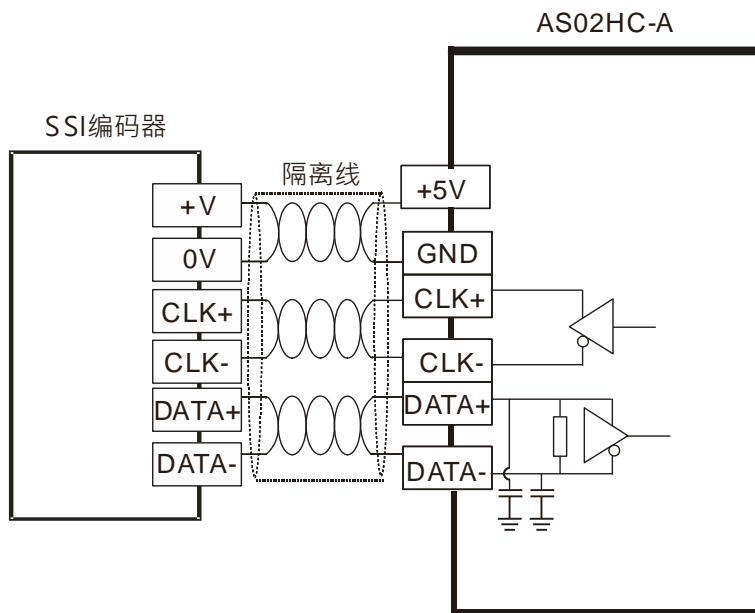 AS02HC-A
SSI编码器
隔离线
+V
+5V
0V
GND
CLK+
CLK+
CLK-
CLK-
DATA+
DATA+
DATA-
DATA-